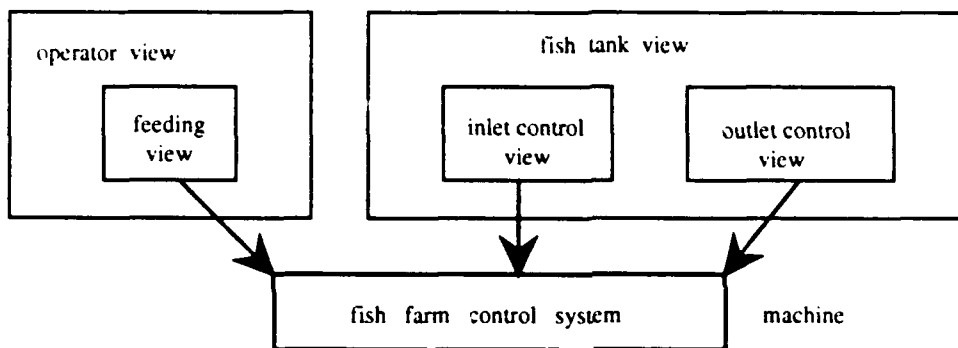 operator view
fish tank view
feeding
view
inlet control
view
outlet control
view
fish farm control system
machine